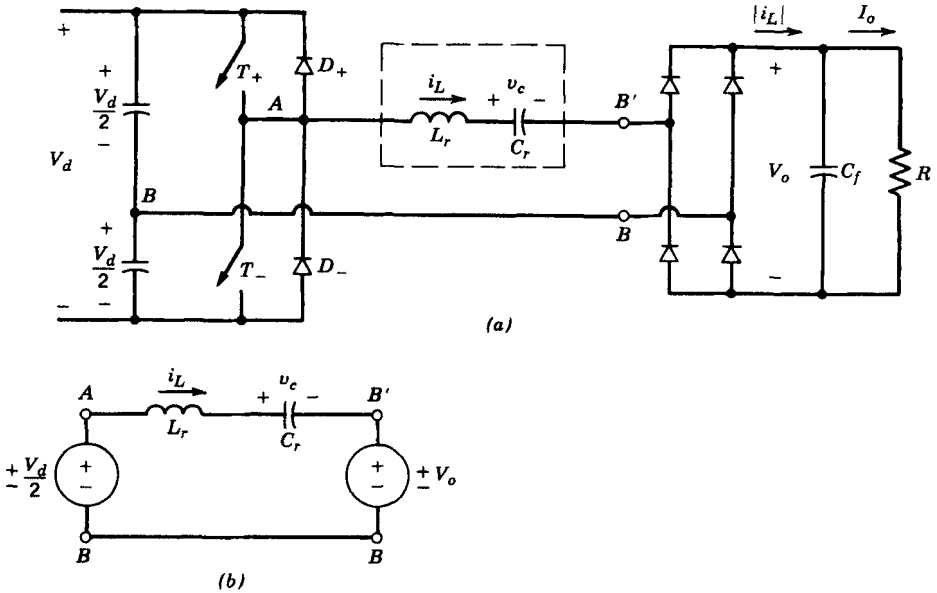 |i_L| I_o
+
T_+ D_+
+
V_d/2
-
A
i_L + v_c -
L_r C_r
B'
+
V_d
V_o C_f R
B
+
V_d/2
-
T_- D_-
B
-
-
(a)
A i_L + v_c - B'
L_r C_r
± V_d/2 + -
+ - ± V_o
B B
(b)